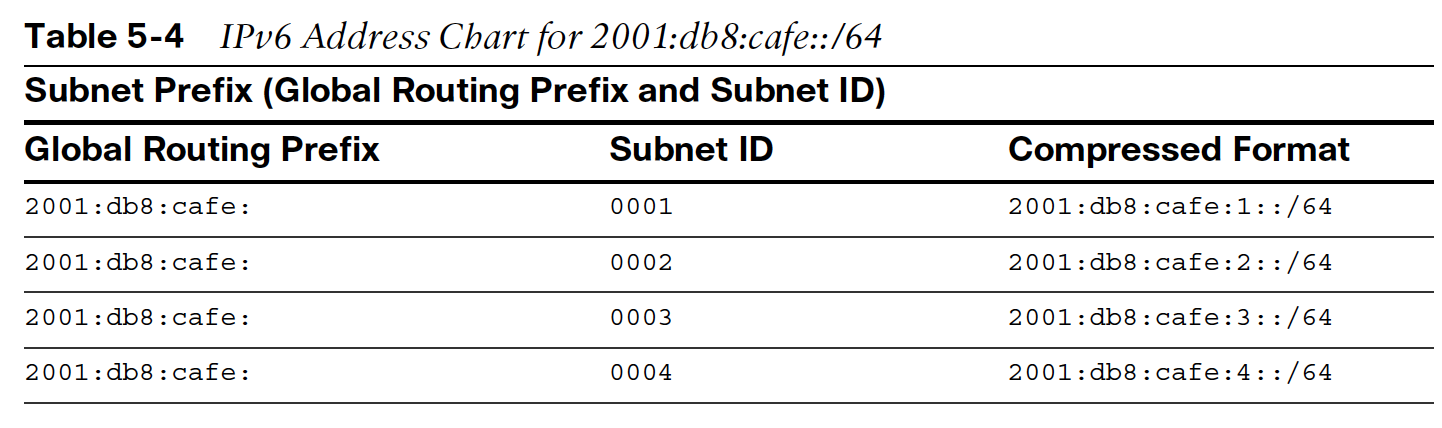 Table 5-4 IPv6 Address Chart for 2001:db8:cafe::/64
Subnet Prefix (Global Routing Prefix and Subnet ID)
Global Routing Prefix Subnet ID Compressed Format
2001:db8:cafe: 0001 2001:db8:cafe:1::/64
2001:db8:cafe: 0002 2001:db8:cafe:2::/64
2001:db8:cafe: 0003 2001:db8:cafe:3::/64
2001:db8:cafe: 0004 2001:db8:cafe:4::/64